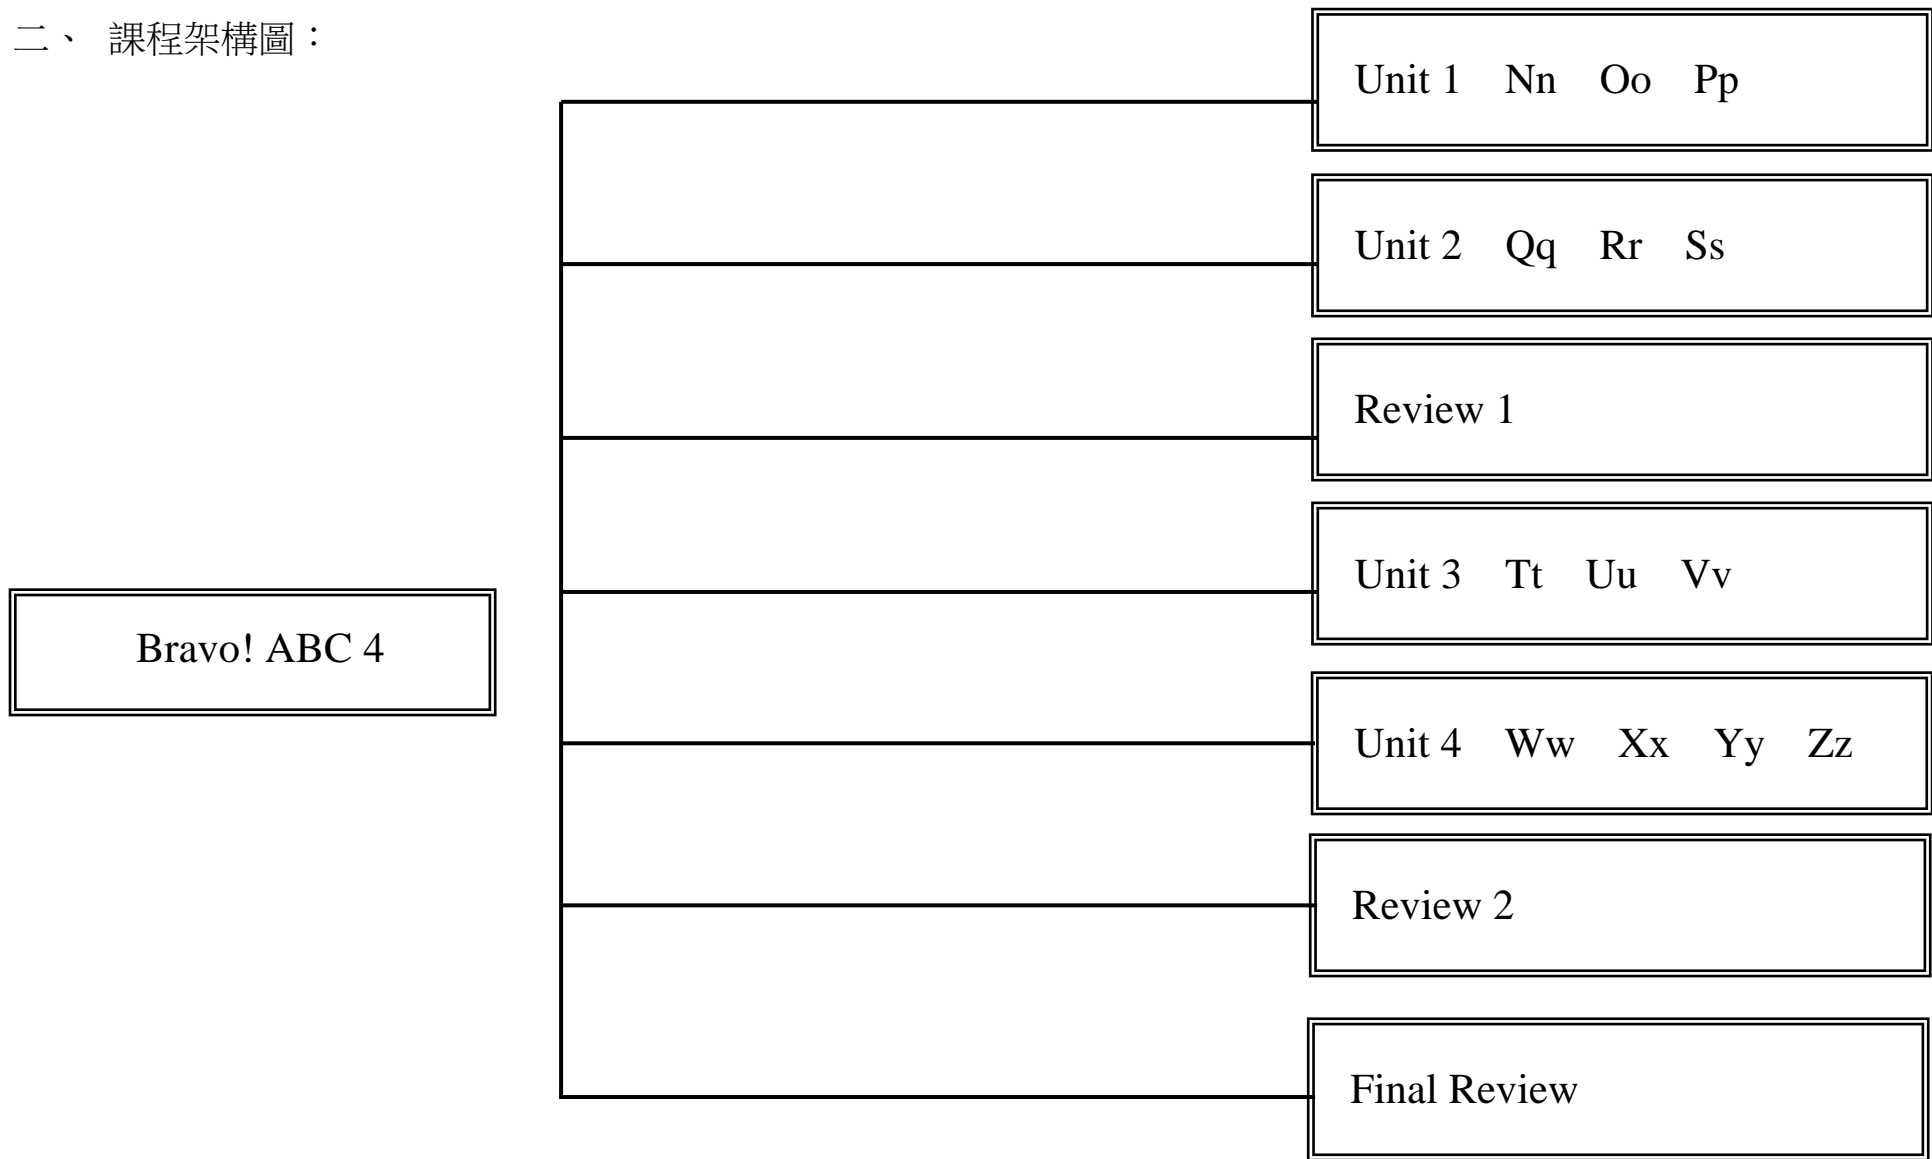 二、 課程架構圖：
Unit 1 Nn Oo Pp
Unit 2 Qq Rr Ss
Review 1
Unit 3 Tt Uu Vv
Bravo! ABC 4
Unit 4 Ww Xx Yy Zz
Review 2
Final Review